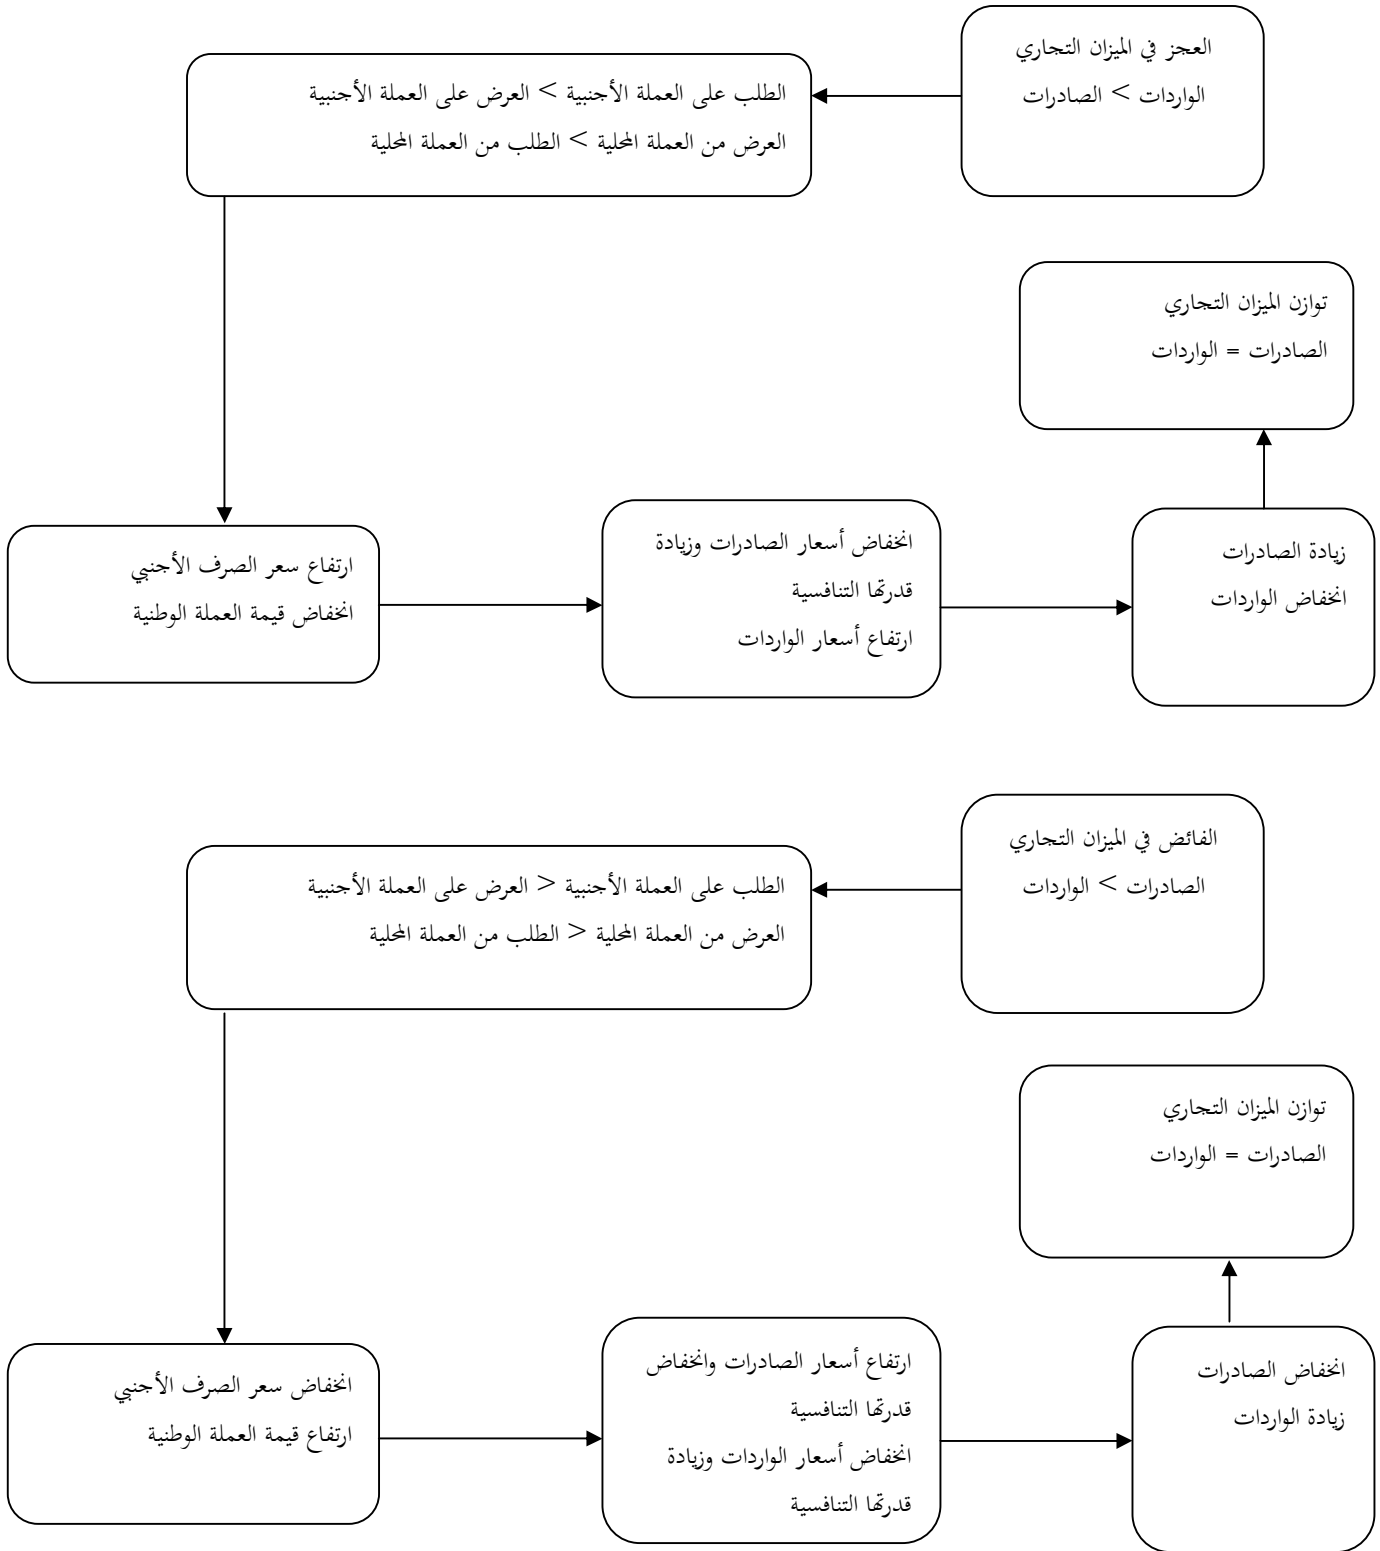 العجز في الميزان التجاري
الواردات > الصادرات
الطلب على العملة الأجنبية > العرض على العملة الأجنبية
العرض من العملة المحلية > الطلب من العملة المحلية
توازن الميزان التجاري
الصادرات = الواردات
ارتفاع سعر الصرف الأجنبي
انخفاض قيمة العملة الوطنية
انخفاض أسعار الصادرات وزيادة
قدرتها التنافسية
ارتفاع أسعار الواردات
زيادة الصادرات
انخفاض الواردات
الفائض في الميزان التجاري
الصادرات > الواردات
الطلب على العملة الأجنبية < العرض على العملة الأجنبية
العرض من العملة المحلية < الطلب من العملة المحلية
توازن الميزان التجاري
الصادرات = الواردات
انخفاض سعر الصرف الأجنبي
ارتفاع قيمة العملة الوطنية
ارتفاع أسعار الصادرات وانخفاض
قدرتها التنافسية
انخفاض أسعار الواردات وزيادة
قدرتها التنافسية
انخفاض الصادرات
زيادة الواردات